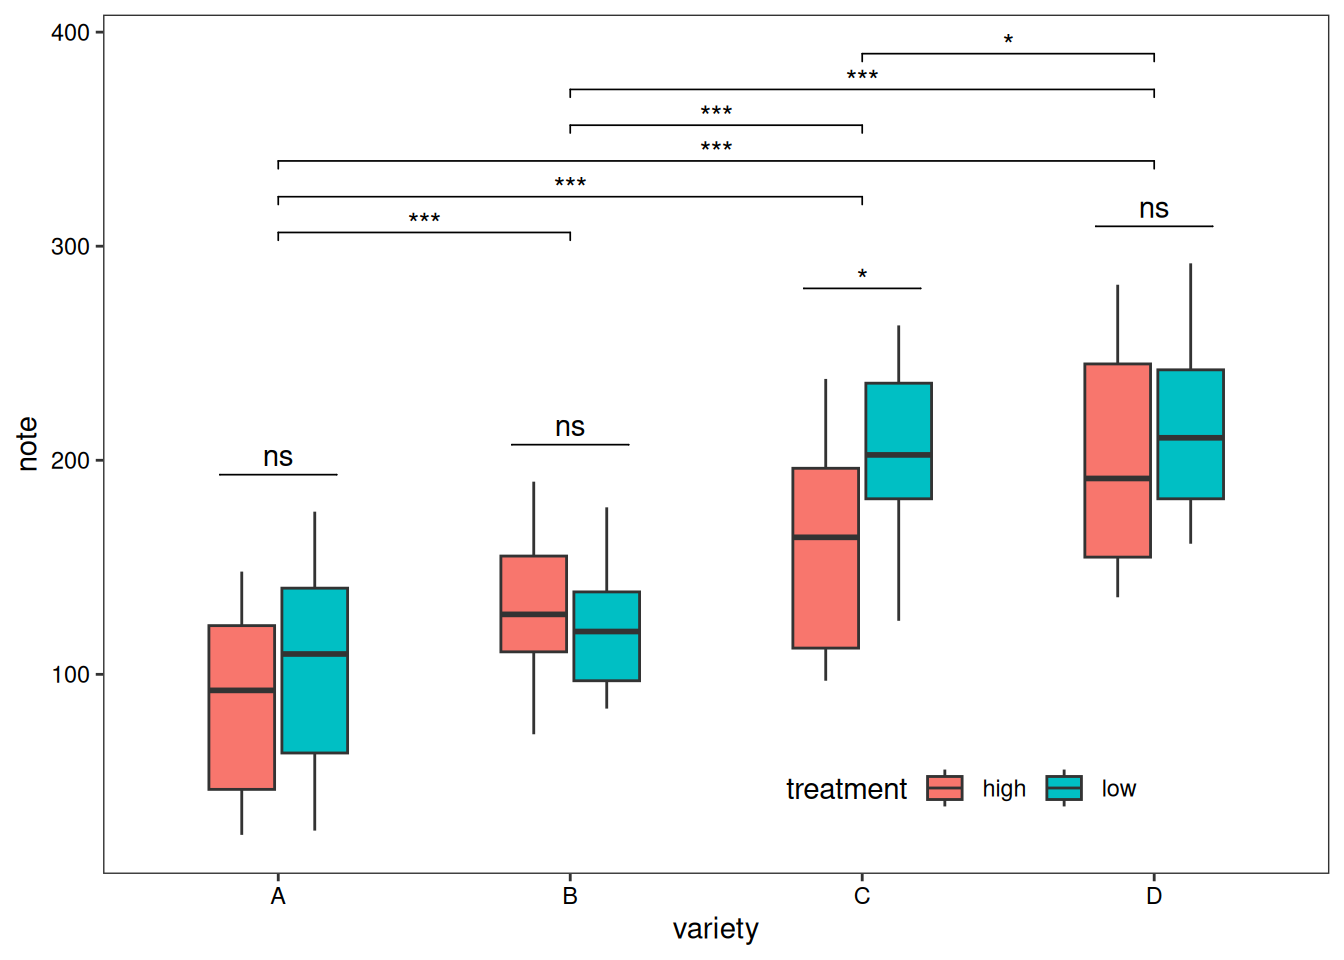 400
*
***
***
***
***
***
ns
300
*
ns
ns
note
200
100
treatment high low
A B C D
variety